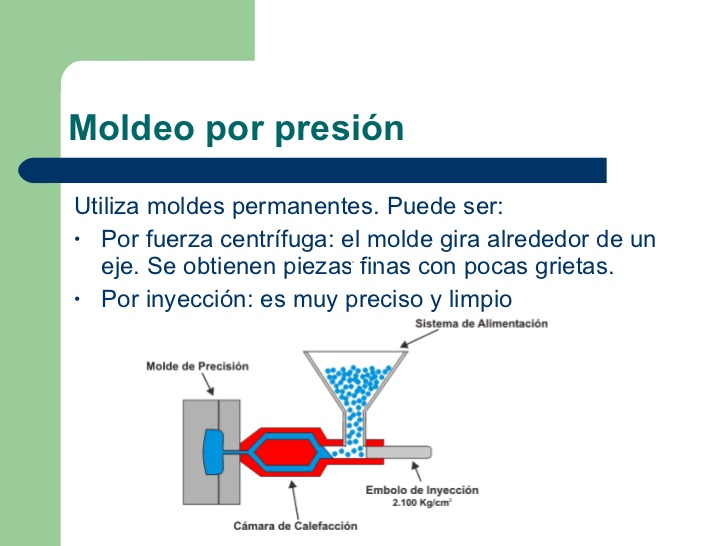 Moldeo por presión
Utiliza moldes permanentes. Puede ser:
• Por fuerza centrífuga: el molde gira alrededor de un
eje. Se obtienen piezas finas con pocas grietas.
• Por inyección: es muy preciso y limpio
Sistema de Alimentación
Molde de Precisión
Embolo de Inyección
2.100 Kg/cm²
Cámara de Calefacción